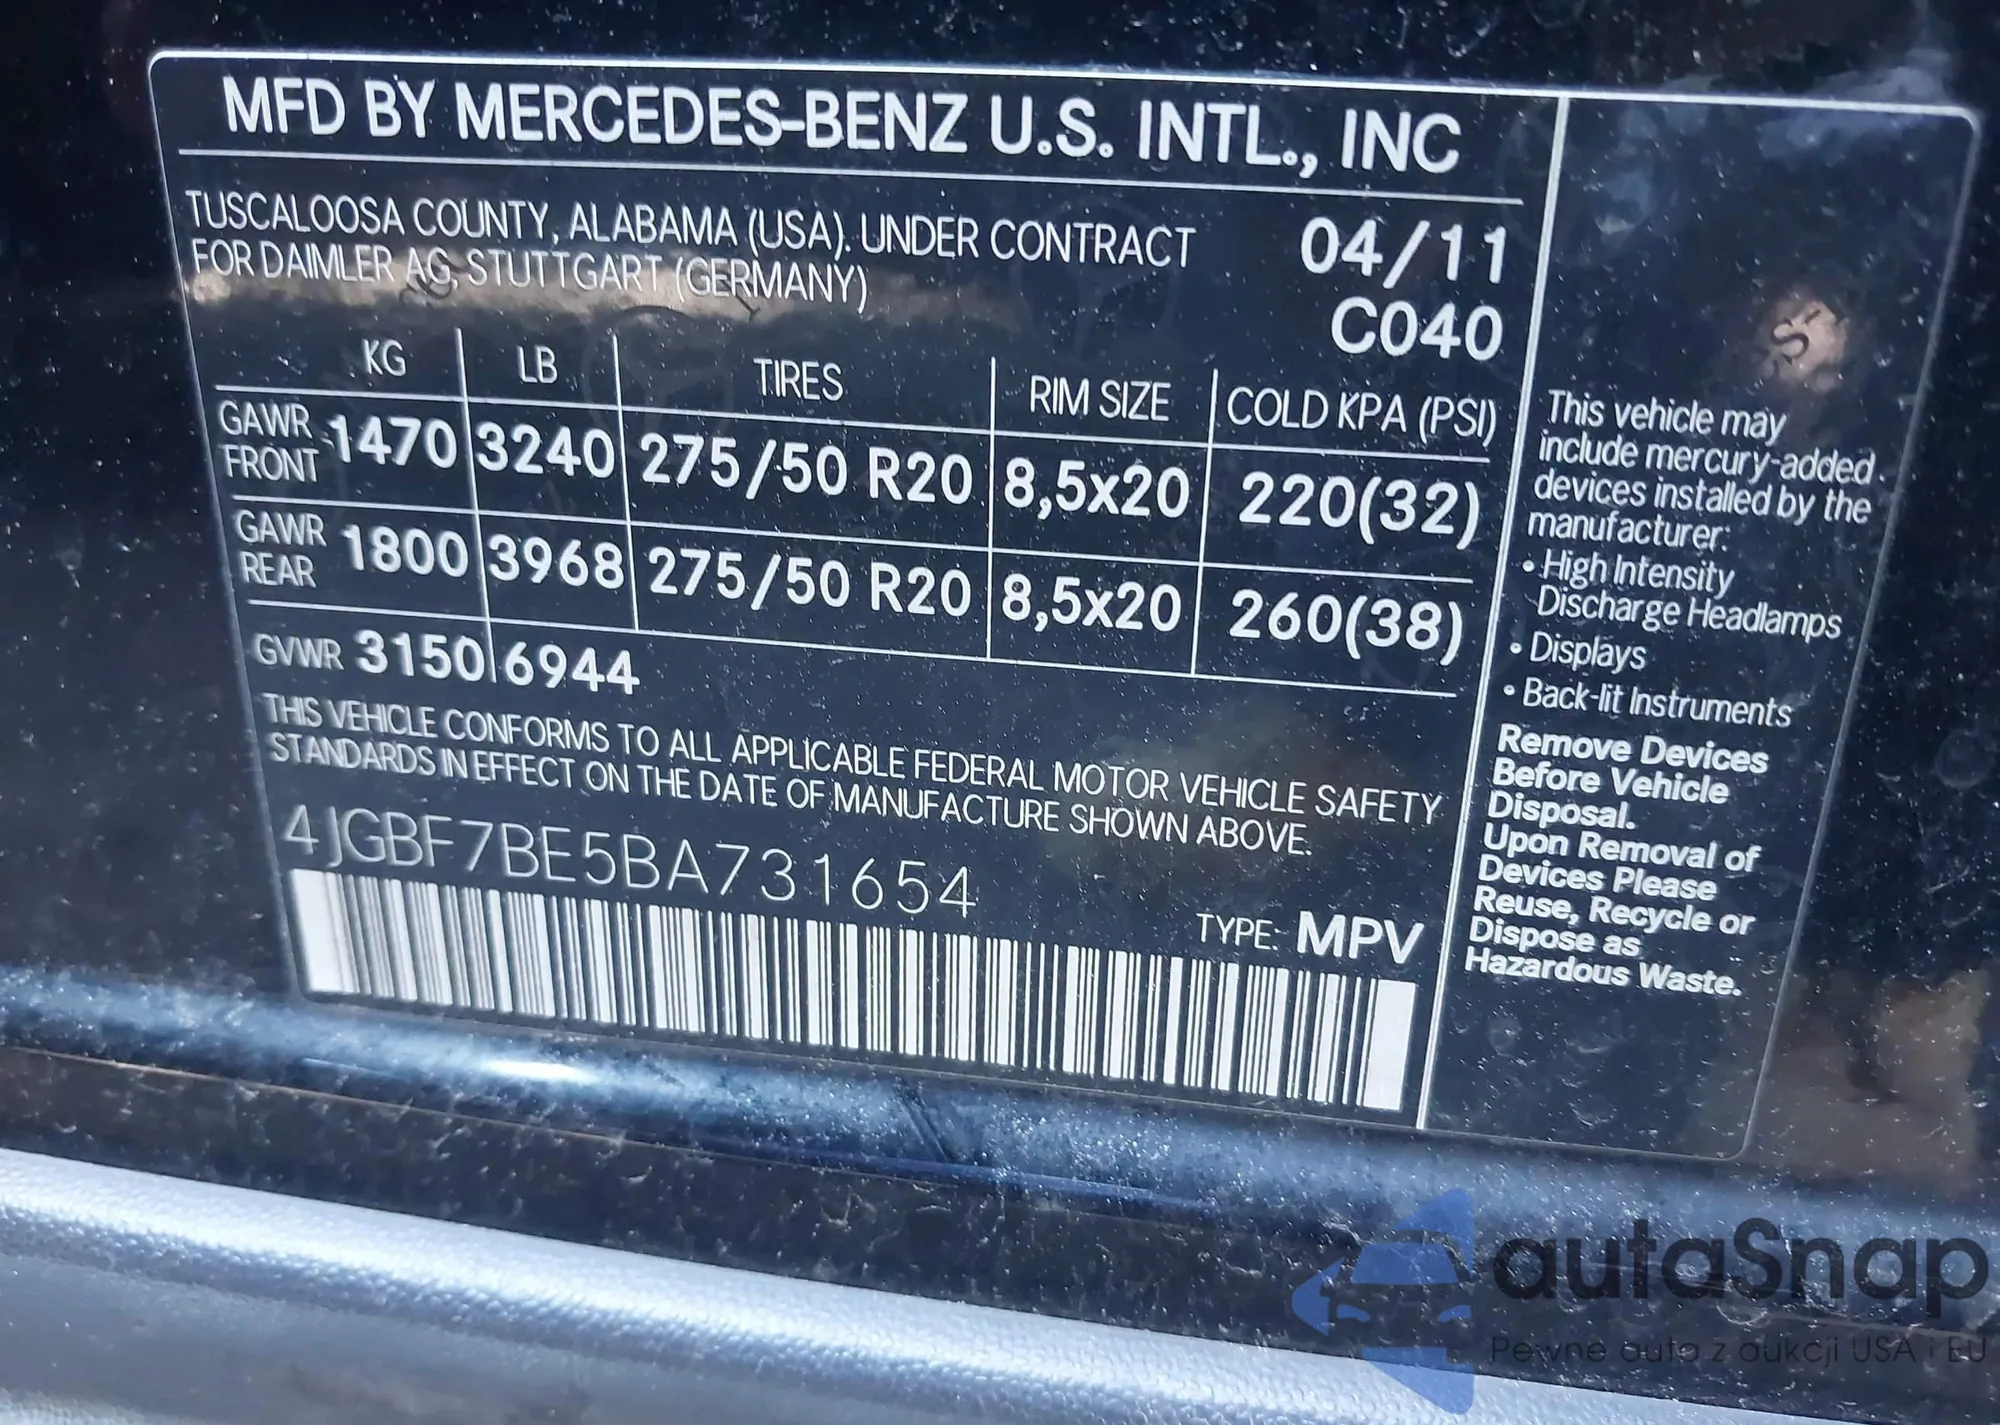 MFD BY MERCEDES-BENZ U.S. INTL., INC
TUSCALOOSA COUNTY, ALABAMA (USA). UNDER CONTRACT
FOR DAIMLER AG, STUTTGART (GERMANY)
04/11
C040
KG LB TIRES RIM SIZE COLD KPA (PSI)
GAWR FRONT 1470 3240 275/50 R20 8,5x20 220(32)
GAWR REAR 1800 3968 275/50 R20 8,5x20 260(38)
GVWR 3150 6944
THIS VEHICLE CONFORMS TO ALL APPLICABLE FEDERAL MOTOR VEHICLE SAFETY
STANDARDS IN EFFECT ON THE DATE OF MANUFACTURE SHOWN ABOVE.
4JGBF7BE5BA731654
TYPE: MPV
This vehicle may
include mercury-added
devices installed by the
manufacturer:
• High Intensity
Discharge Headlamps
• Displays
• Back-lit Instruments
Remove Devices
Before Vehicle
Disposal.
Upon Removal of
Devices Please
Reuse, Recycle or
Dispose as
Hazardous Waste.
autaSnap
Pewne auta z aukcji USA i EU